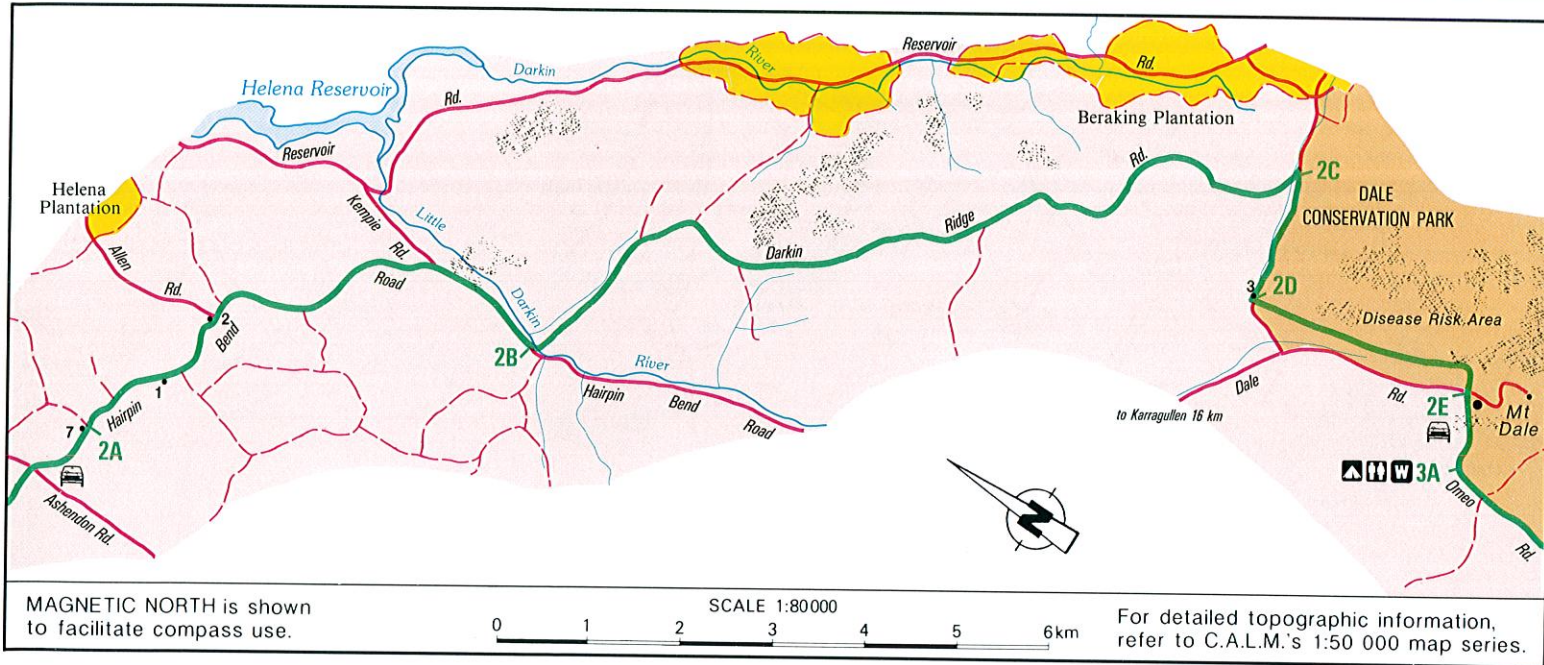 Helena Reservoir
Darkin
River
Reservoir
Rd.
Rd.
Reservoir
Beraking Plantation
Helena
Plantation
Allen
Rd.
Kempie
Rd.
Little
Darkin
River
Road
Bend
Hairpin
2
1
7
2A
Ashendon Rd.
2B
Hairpin
Bend
Road
Darkin
Ridge
Rd.
2C
DALE
CONSERVATION PARK
3
2D
Disease Risk Area
Dale
Rd.
to Karragullen 16 km
2E
Mt
Dale
W
3A
Omeo
Rd.
N
MAGNETIC NORTH is shown
to facilitate compass use.
SCALE 1:80 000
0 1 2 3 4 5 6km
For detailed topographic information,
refer to C.A.L.M.'s 1:50 000 map series.